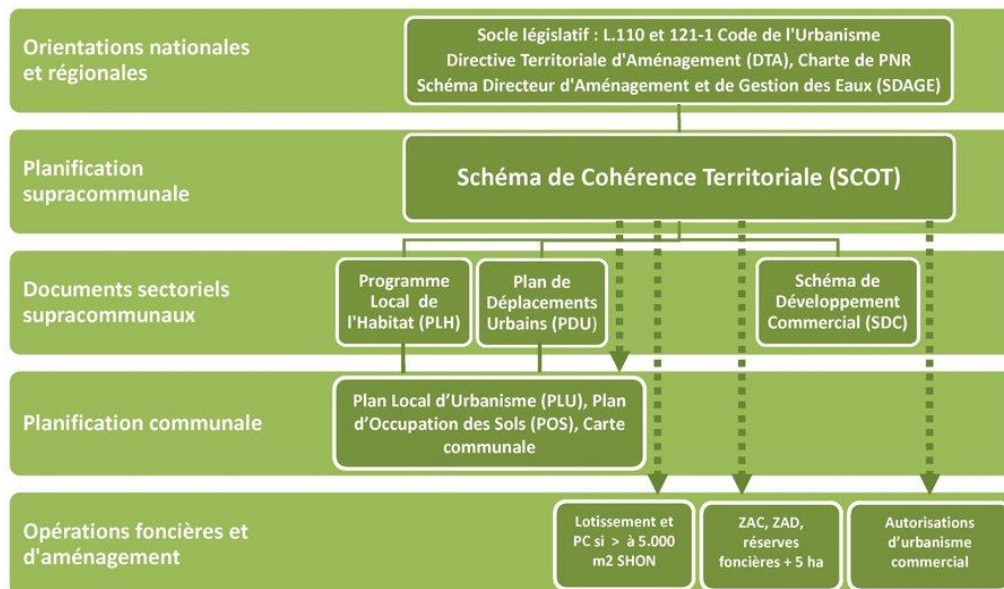 Orientations nationales
et régionales
Socle législatif : L.110 et 121-1 Code de l'Urbanisme
Directive Territoriale d'Aménagement (DTA), Charte de PNR
Schéma Directeur d'Aménagement et de Gestion des Eaux (SDAGE)
Planification
supracommunale
Schéma de Cohérence Territoriale (SCOT)
Documents sectoriels
supracommunaux
Programme
Local de
l'Habitat (PLH)
Plan de
Déplacements
Urbains (PDU)
Schéma de
Développement
Commercial (SDC)
Planification communale
Plan Local d’Urbanisme (PLU), Plan
d’Occupation des Sols (POS), Carte
communale
Opérations foncières et
d'aménagement
Lotissement et
PC si > à 5.000
m2 SHON
ZAC, ZAD,
réserves
foncières + 5 ha
Autorisations
d’urbanisme
commercial